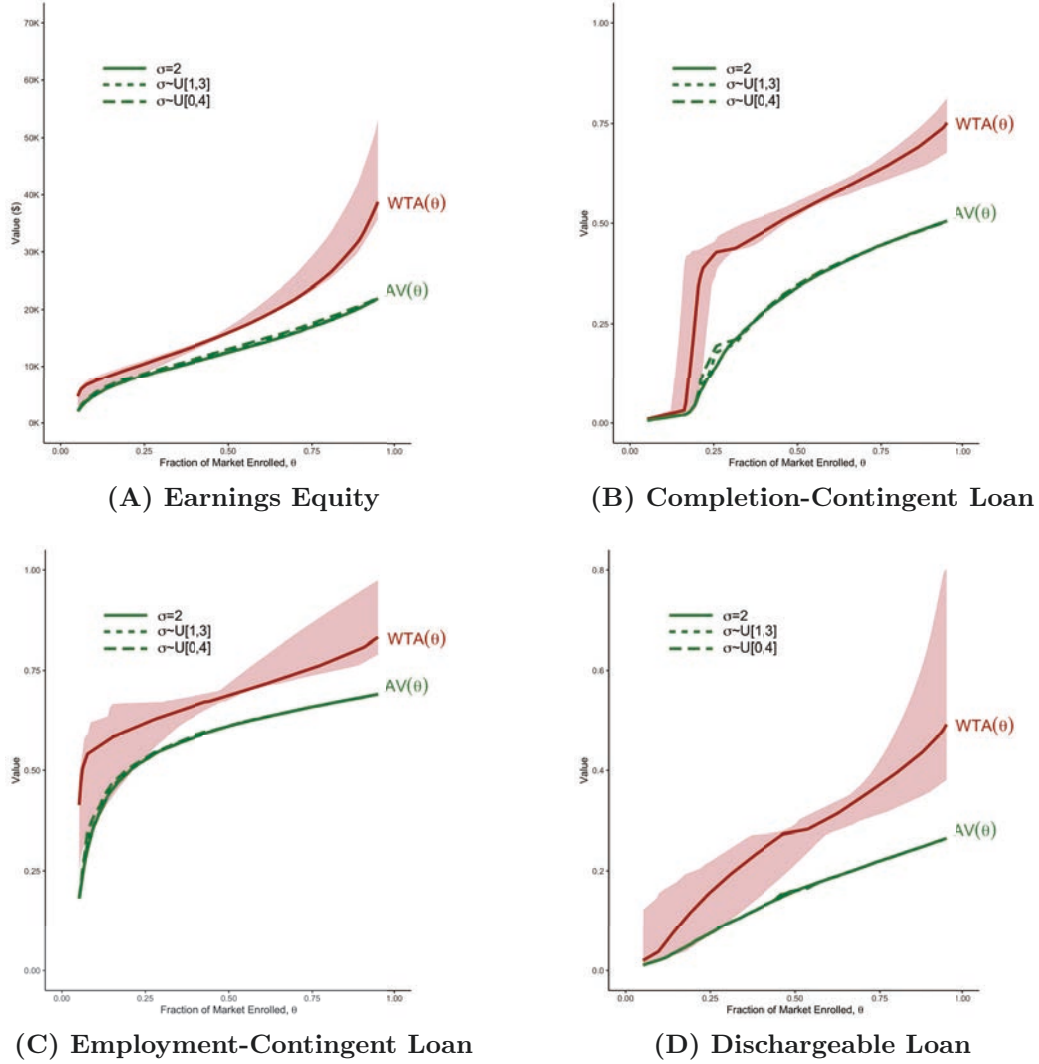 70K
60K
50K
40K
30K
20K
10K
0K
Value ($)
σ=2
σ~U[1,3]
σ~U[0,4]
WTA(θ)
AV(θ)
0.00 0.25 0.50 0.75 1.00
Fraction of Market Enrolled, θ
(A) Earnings Equity
1.00
0.75
0.50
0.25
0.00
Value
σ=2
σ~U[1,3]
σ~U[0,4]
WTA(θ)
AV(θ)
0.00 0.25 0.50 0.75 1.00
Fraction of Market Enrolled, θ
(B) Completion-Contingent Loan
1.00
0.75
0.50
0.25
0.00
Value
σ=2
σ~U[1,3]
σ~U[0,4]
WTA(θ)
AV(θ)
0.00 0.25 0.50 0.75 1.00
Fraction of Market Enrolled, θ
(C) Employment-Contingent Loan
0.8
0.6
0.4
0.2
0.0
Value
σ=2
σ~U[1,3]
σ~U[0,4]
WTA(θ)
AV(θ)
0.00 0.25 0.50 0.75 1.00
Fraction of Market Enrolled, θ
(D) Dischargeable Loan